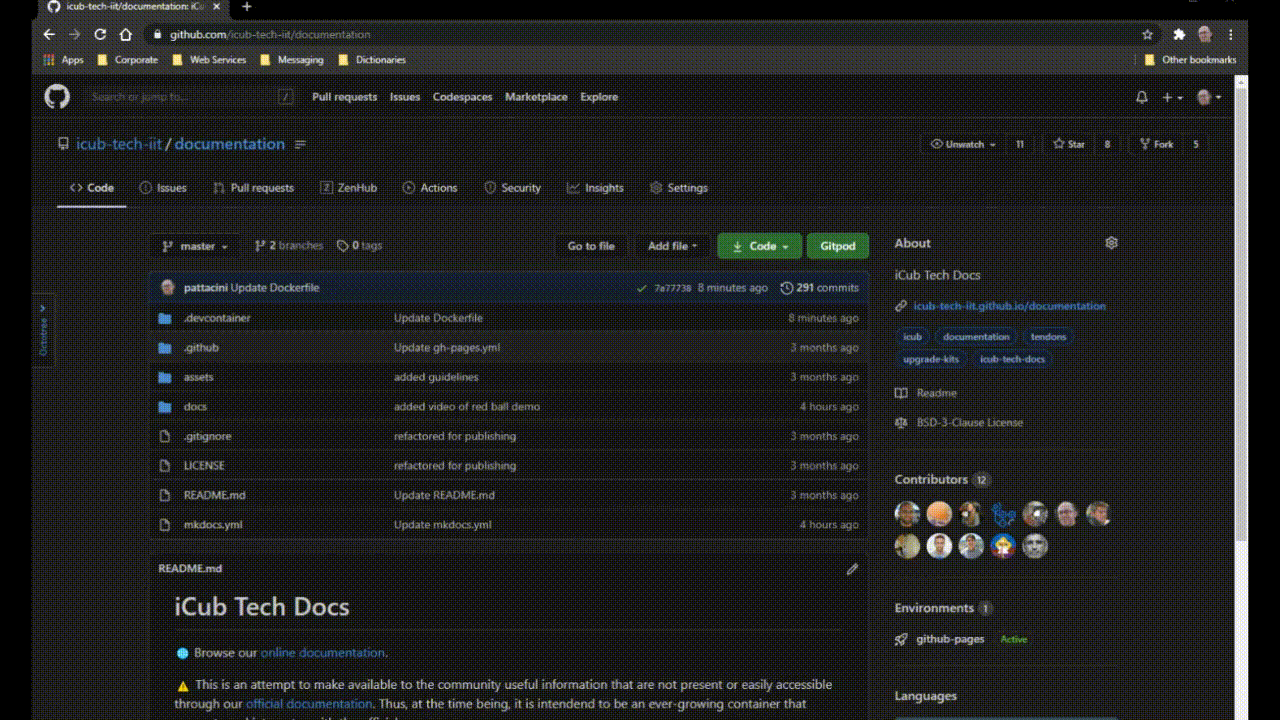 icub-tech-iit/documentation: iCu
github.com/icub-tech-iit/documentation
Apps Corporate Web Services Messaging Dictionaries Other bookmarks
Search or jump to... / Pull requests Issues Codespaces Marketplace Explore
icub-tech-iit / documentation Unwatch 11 Star 8 Fork 5
Code Issues Pull requests ZenHub Actions Security Insights Settings
master 2 branches 0 tags Go to file Add file Code Gitpod
pattacini Update Dockerfile 7a77738 8 minutes ago 291 commits
.devcontainer Update Dockerfile 8 minutes ago
.github Update gh-pages.yml 3 months ago
assets added guidelines 3 months ago
docs added video of red ball demo 4 hours ago
.gitignore refactored for publishing 3 months ago
LICENSE refactored for publishing 3 months ago
README.md Update README.md 3 months ago
mkdocs.yml Update mkdocs.yml 4 hours ago
README.md
iCub Tech Docs
Browse our online documentation.
This is an attempt to make available to the community useful information that are not present or easily accessible
through our official documentation. Thus, at the time being, it is intendend to be an ever-growing container that
About
iCub Tech Docs
icub-tech-iit.github.io/documentation
icub documentation tendons
upgrade-kits icub-tech-docs
Readme
BSD-3-Clause License
Contributors 12
Environments 1
github-pages Active
Languages
Octotree